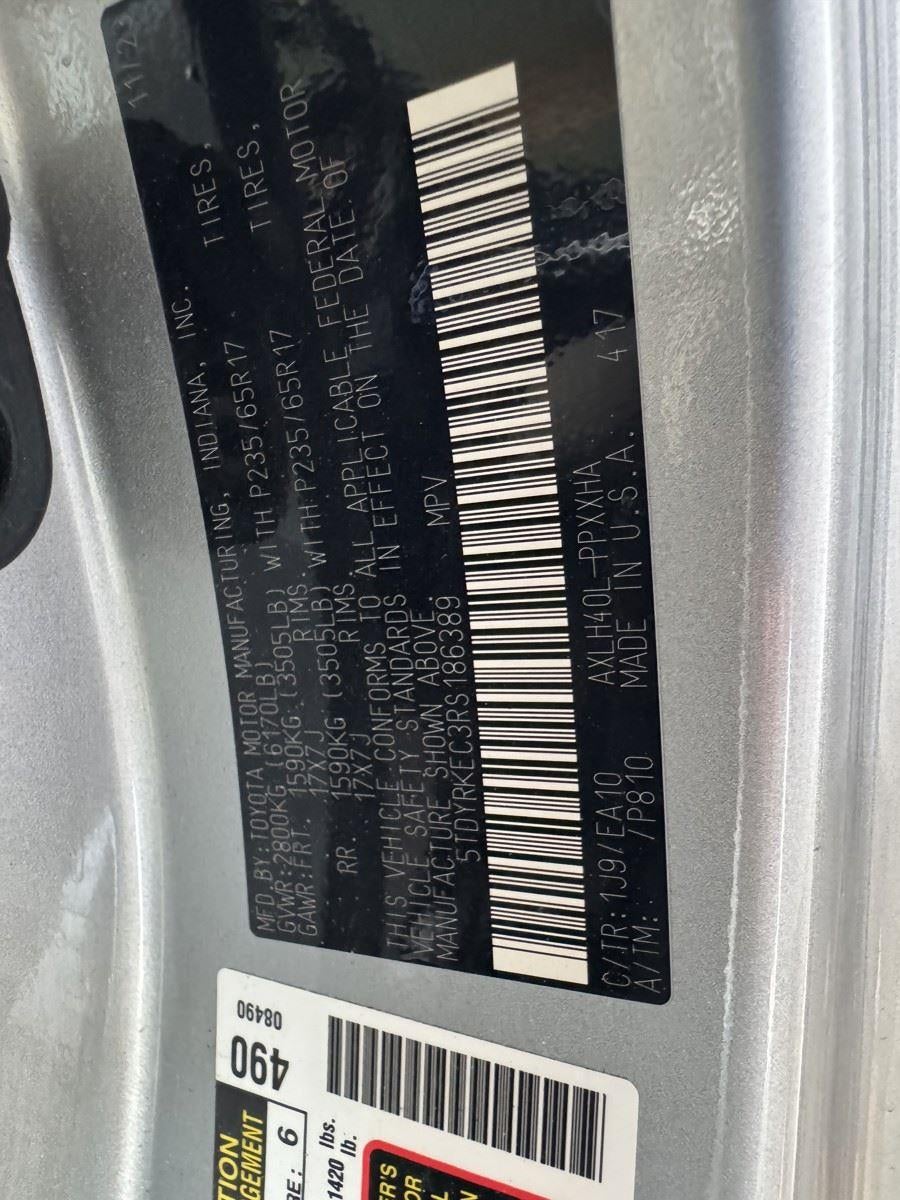 MFD BY: TOYOTA MOTOR MANUFACTURING, INDIANA, INC. 11/23
GVWR: 2800KG (6170LB)
GAWR: FRT. 1590KG (3505LB) WITH P235/65R17 TIRES,
17X7J RIMS.
RR. 1590KG (3505LB) WITH P235/65R17 TIRES,
17X7J RIMS
THIS VEHICLE CONFORMS TO ALL APPLICABLE FEDERAL MOTOR
VEHICLE SAFETY STANDARDS IN EFFECT ON THE DATE OF
MANUFACTURE SHOWN ABOVE.
5TDYRKEC3RS186389 MPV
C/TR: 1J9/EA10 AXLH40L-PPXXHA
A/TM: /P810 MADE IN U.S.A. 417
490
08490
6
1420 lbs.
lb.